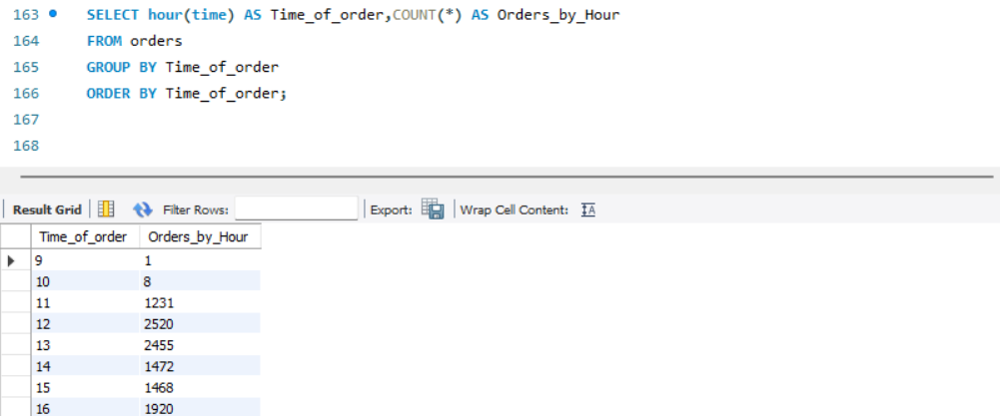 163 SELECT hour(time) AS Time_of_order,COUNT(*) AS Orders_by_Hour
164 FROM orders
165 GROUP BY Time_of_order
166 ORDER BY Time_of_order;
167
168
Result Grid Filter Rows: Export: Wrap Cell Content: IA
Time_of_order Orders_by_Hour
9 1
10 8
11 1231
12 2520
13 2455
14 1472
15 1468
16 1920